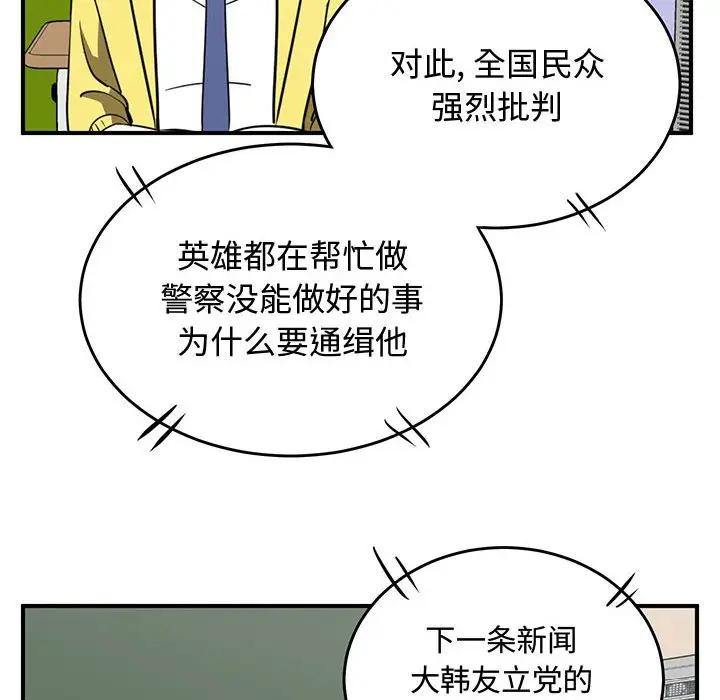 对此, 全国民众
强烈批判
英雄都在帮忙做
警察没能做好的事
为什么要通缉他
下一条新闻
大韩友立党的